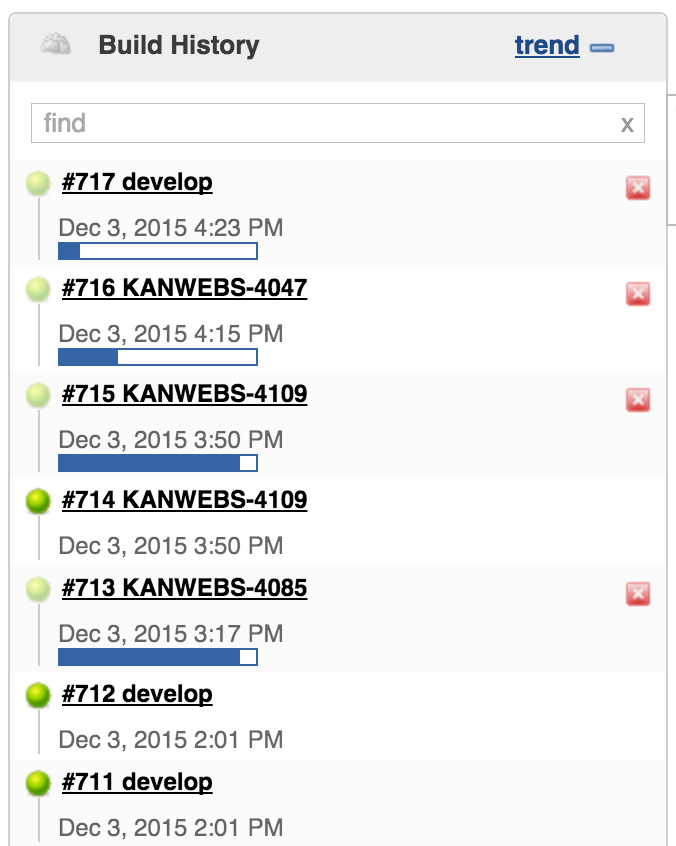 Build History trend
find x
#717 develop
Dec 3, 2015 4:23 PM
#716 KANWEBS-4047
Dec 3, 2015 4:15 PM
#715 KANWEBS-4109
Dec 3, 2015 3:50 PM
#714 KANWEBS-4109
Dec 3, 2015 3:50 PM
#713 KANWEBS-4085
Dec 3, 2015 3:17 PM
#712 develop
Dec 3, 2015 2:01 PM
#711 develop
Dec 3, 2015 2:01 PM